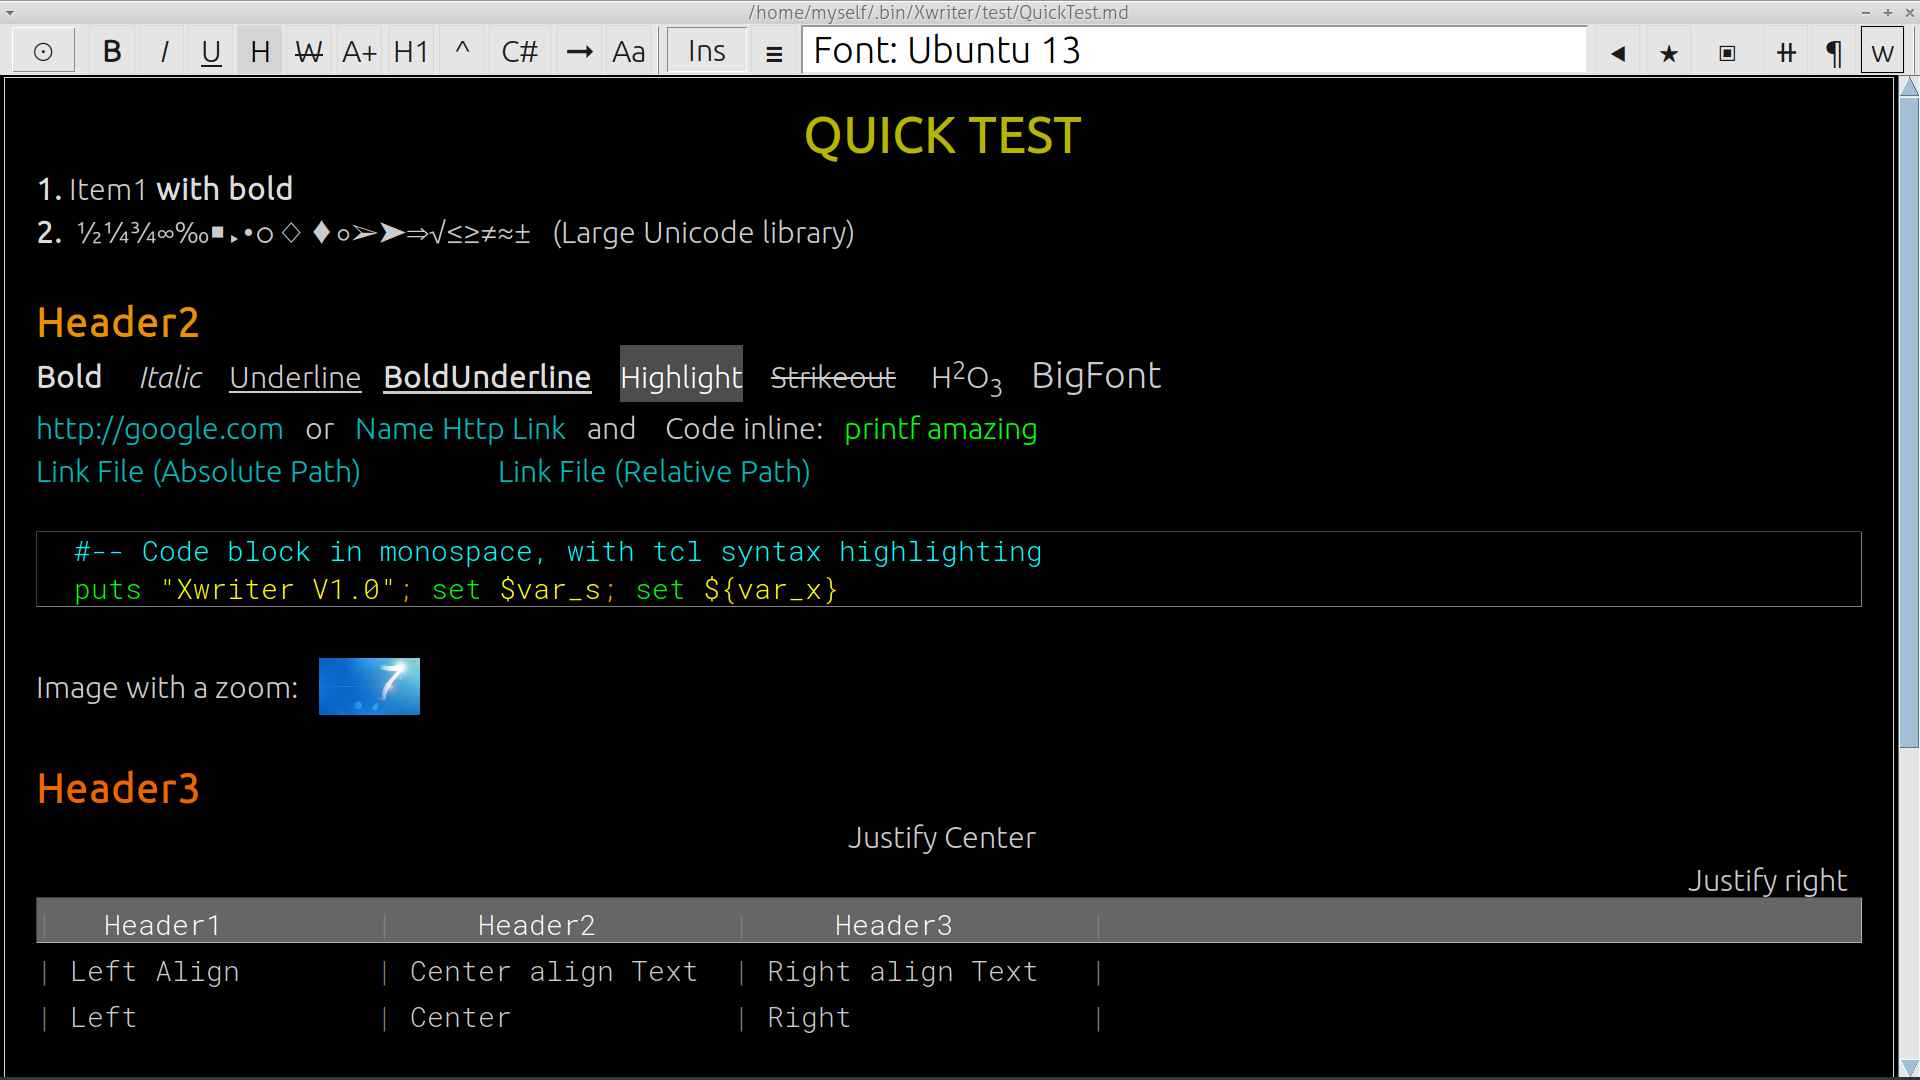 /home/myself/.bin/Xwriter/test/QuickTest.md
⊙ B I U H W A+ H1 ^ C# → Aa Ins ≡ Font: Ubuntu 13 ◂ ★ ▣ ⧺ ¶ W
QUICK TEST
1. Item1 with bold
2. ½¼¾∞‰■▸•○◇♦∘➢➤⇒√≤≥≠≈± (Large Unicode library)
Header2
Bold Italic Underline BoldUnderline Highlight Strikeout H²O₃ BigFont
http://google.com or Name Http Link and Code inline: printf amazing
Link File (Absolute Path) Link File (Relative Path)
#-- Code block in monospace, with tcl syntax highlighting
puts "Xwriter V1.0"; set $var_s; set ${var_x}
Image with a zoom: 7
Header3
Justify Center
Justify right
| Header1 | Header2 | Header3 |
| Left Align | Center align Text | Right align Text |
| Left | Center | Right |